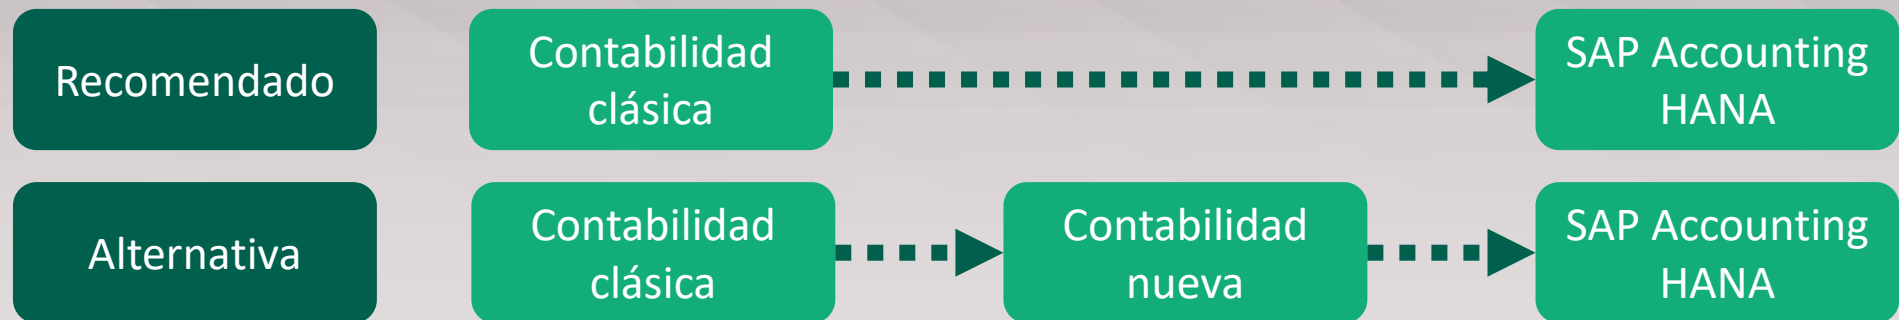 Recomendado
Contabilidad
clásica
SAP Accounting
HANA
Alternativa
Contabilidad
clásica
Contabilidad
nueva
SAP Accounting
HANA